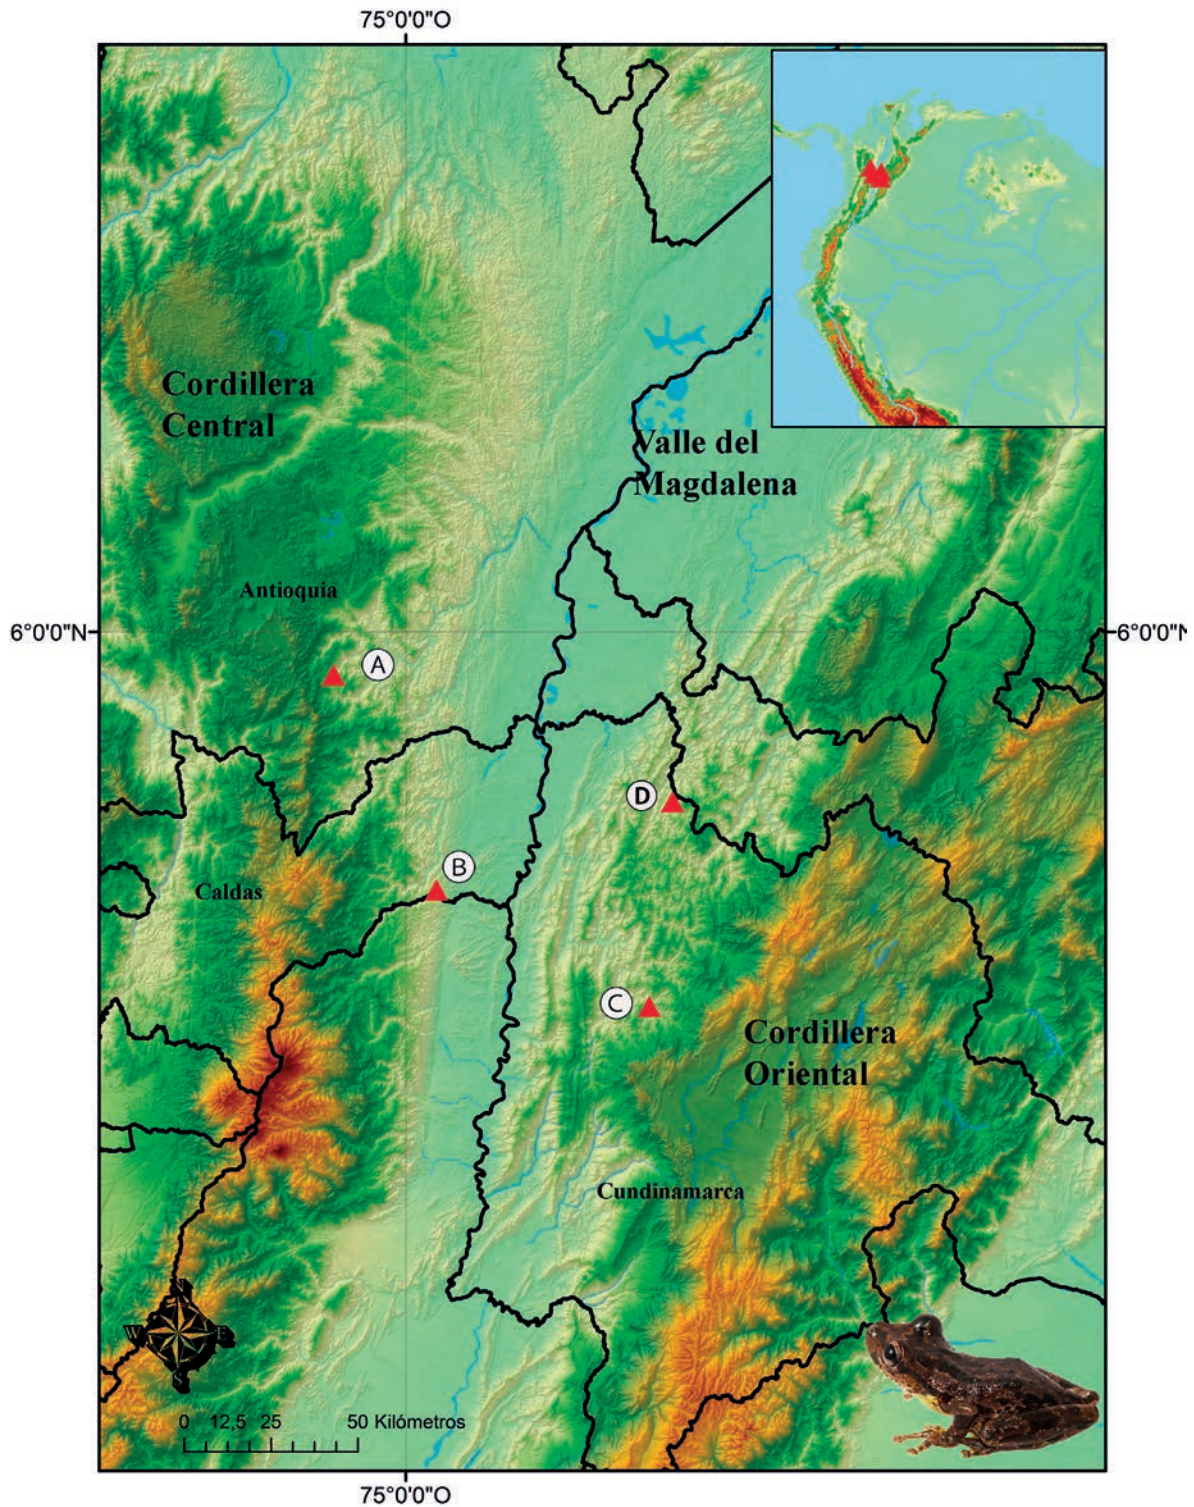 75°0'0"O
Cordillera
Central
Valle del
Magdalena
Antioquia
6°0'0"N
6°0'0"N
A
D
B
Caldas
C
Cordillera
Oriental
Cundinamarca
N
W E
S
0 12,5 25 50 Kilómetros
75°0'0"O